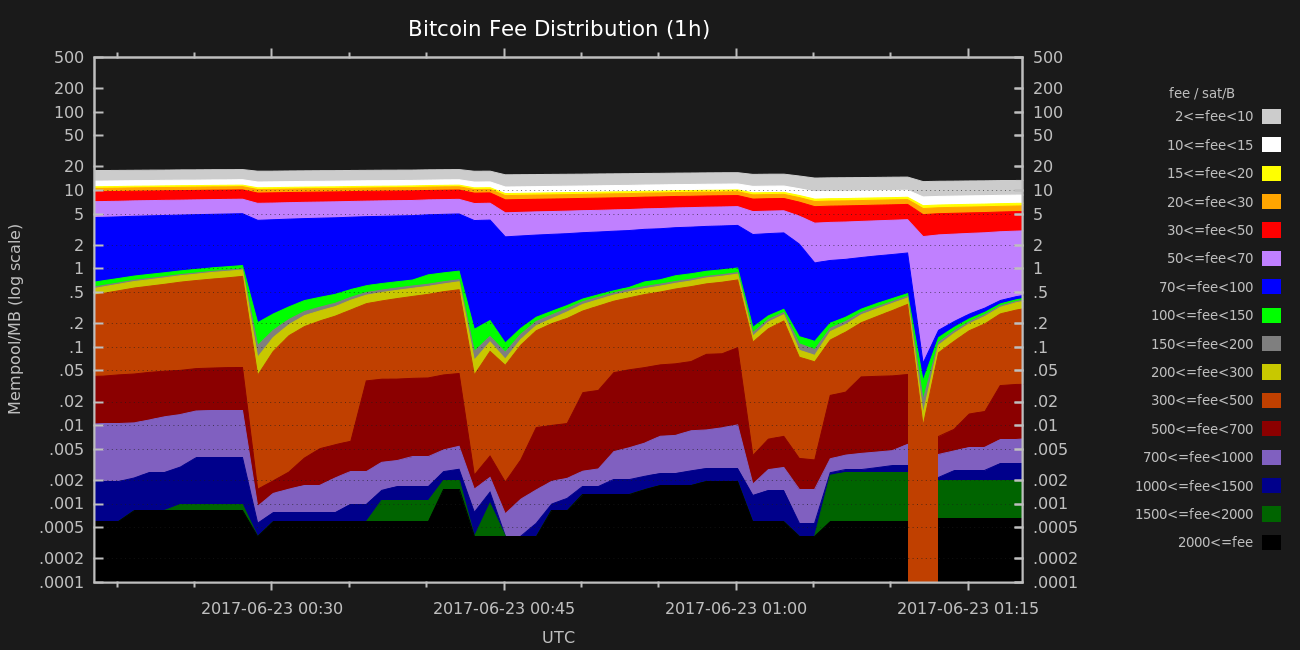 Bitcoin Fee Distribution (1h)
Mempool/MB (log scale)
500
200
100
50
20
10
5
2
1
.5
.2
.1
.05
.02
.01
.005
.002
.001
.0005
.0002
.0001
500
200
100
50
20
10
5
2
1
.5
.2
.1
.05
.02
.01
.005
.002
.001
.0005
.0002
.0001
2017-06-23 00:30
2017-06-23 00:45
2017-06-23 01:00
2017-06-23 01:15
UTC
fee / sat/B
2<=fee<10
10<=fee<15
15<=fee<20
20<=fee<30
30<=fee<50
50<=fee<70
70<=fee<100
100<=fee<150
150<=fee<200
200<=fee<300
300<=fee<500
500<=fee<700
700<=fee<1000
1000<=fee<1500
1500<=fee<2000
2000<=fee